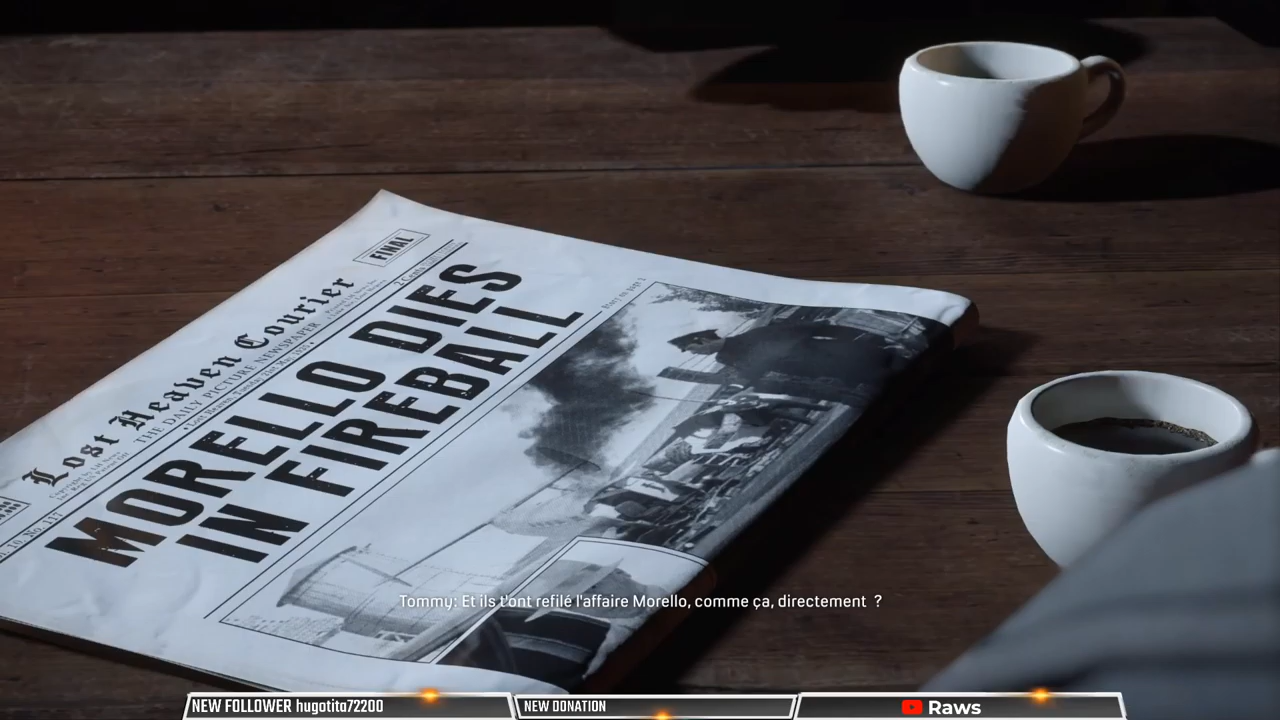 FINAL
Lost Heaven Courier
THE DAILY PICTURE NEWSPAPER
MORELLO DIES
IN FIREBALL
Tommy: Et ils t'ont refilé l'affaire Morello, comme ça, directement ?
NEW FOLLOWER hugotita72200
NEW DONATION
Raws